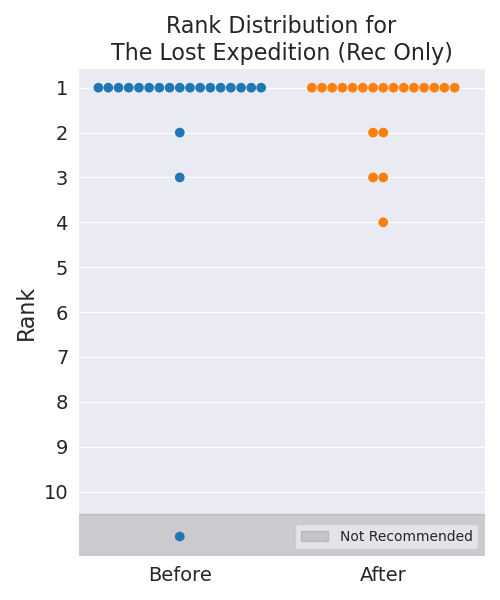 Rank Distribution for
The Lost Expedition (Rec Only)
Rank
1
2
3
4
5
6
7
8
9
10
Not Recommended
Before
After